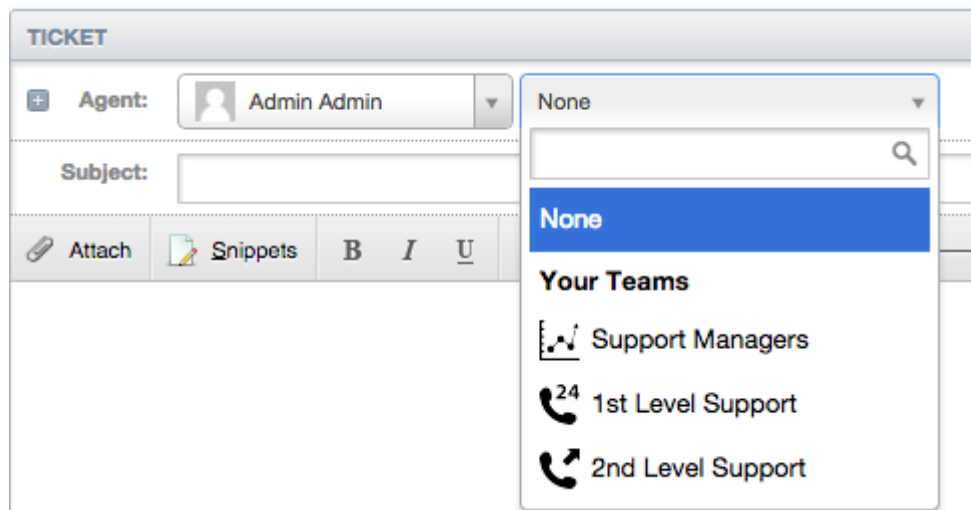 TICKET
Agent: Admin Admin None
Subject:
None
Attach Snippets B I U
Your Teams
Support Managers
24 1st Level Support
2nd Level Support